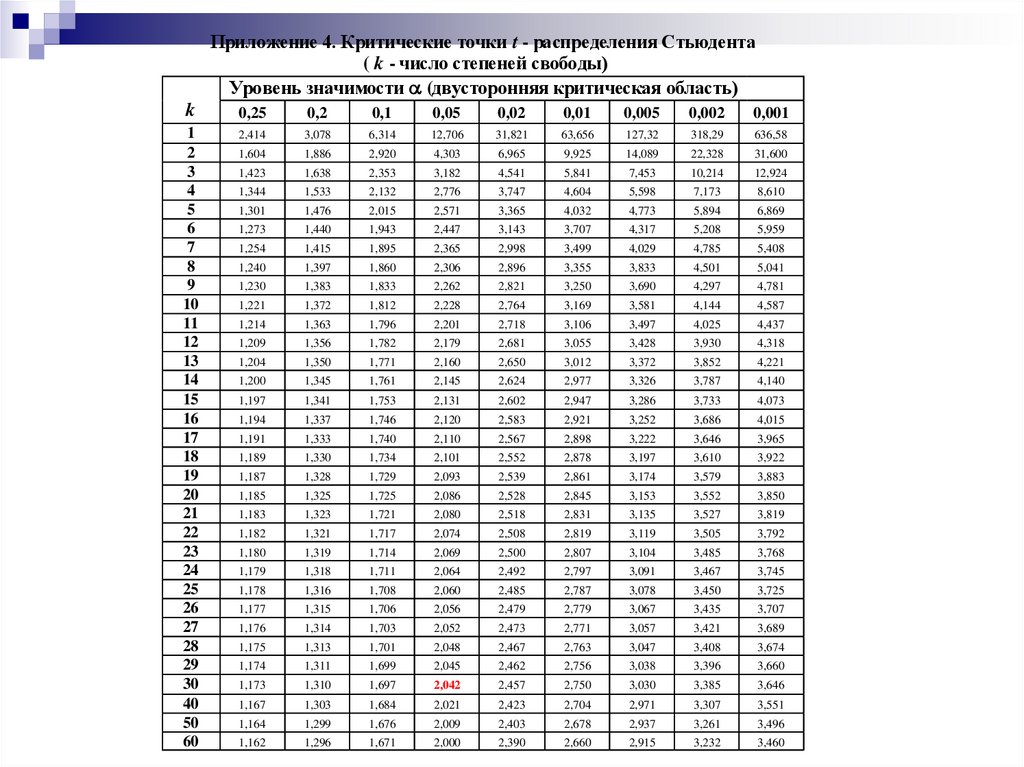 Приложение 4. Критические точки t - распределения Стьюдента
( k - число степеней свободы)
Уровень значимости α (двусторонняя критическая область)
k 0,25 0,2 0,1 0,05 0,02 0,01 0,005 0,002 0,001
1 2,414 3,078 6,314 12,706 31,821 63,656 127,32 318,29 636,58
2 1,604 1,886 2,920 4,303 6,965 9,925 14,089 22,328 31,600
3 1,423 1,638 2,353 3,182 4,541 5,841 7,453 10,214 12,924
4 1,344 1,533 2,132 2,776 3,747 4,604 5,598 7,173 8,610
5 1,301 1,476 2,015 2,571 3,365 4,032 4,773 5,894 6,869
6 1,273 1,440 1,943 2,447 3,143 3,707 4,317 5,208 5,959
7 1,254 1,415 1,895 2,365 2,998 3,499 4,029 4,785 5,408
8 1,240 1,397 1,860 2,306 2,896 3,355 3,833 4,501 5,041
9 1,230 1,383 1,833 2,262 2,821 3,250 3,690 4,297 4,781
10 1,221 1,372 1,812 2,228 2,764 3,169 3,581 4,144 4,587
11 1,214 1,363 1,796 2,201 2,718 3,106 3,497 4,025 4,437
12 1,209 1,356 1,782 2,179 2,681 3,055 3,428 3,930 4,318
13 1,204 1,350 1,771 2,160 2,650 3,012 3,372 3,852 4,221
14 1,200 1,345 1,761 2,145 2,624 2,977 3,326 3,787 4,140
15 1,197 1,341 1,753 2,131 2,602 2,947 3,286 3,733 4,073
16 1,194 1,337 1,746 2,120 2,583 2,921 3,252 3,686 4,015
17 1,191 1,333 1,740 2,110 2,567 2,898 3,222 3,646 3,965
18 1,189 1,330 1,734 2,101 2,552 2,878 3,197 3,610 3,922
19 1,187 1,328 1,729 2,093 2,539 2,861 3,174 3,579 3,883
20 1,185 1,325 1,725 2,086 2,528 2,845 3,153 3,552 3,850
21 1,183 1,323 1,721 2,080 2,518 2,831 3,135 3,527 3,819
22 1,182 1,321 1,717 2,074 2,508 2,819 3,119 3,505 3,792
23 1,180 1,319 1,714 2,069 2,500 2,807 3,104 3,485 3,768
24 1,179 1,318 1,711 2,064 2,492 2,797 3,091 3,467 3,745
25 1,178 1,316 1,708 2,060 2,485 2,787 3,078 3,450 3,725
26 1,177 1,315 1,706 2,056 2,479 2,779 3,067 3,435 3,707
27 1,176 1,314 1,703 2,052 2,473 2,771 3,057 3,421 3,689
28 1,175 1,313 1,701 2,048 2,467 2,763 3,047 3,408 3,674
29 1,174 1,311 1,699 2,045 2,462 2,756 3,038 3,396 3,660
30 1,173 1,310 1,697 2,042 2,457 2,750 3,030 3,385 3,646
40 1,167 1,303 1,684 2,021 2,423 2,704 2,971 3,307 3,551
50 1,164 1,299 1,676 2,009 2,403 2,678 2,937 3,261 3,496
60 1,162 1,296 1,671 2,000 2,390 2,660 2,915 3,232 3,460